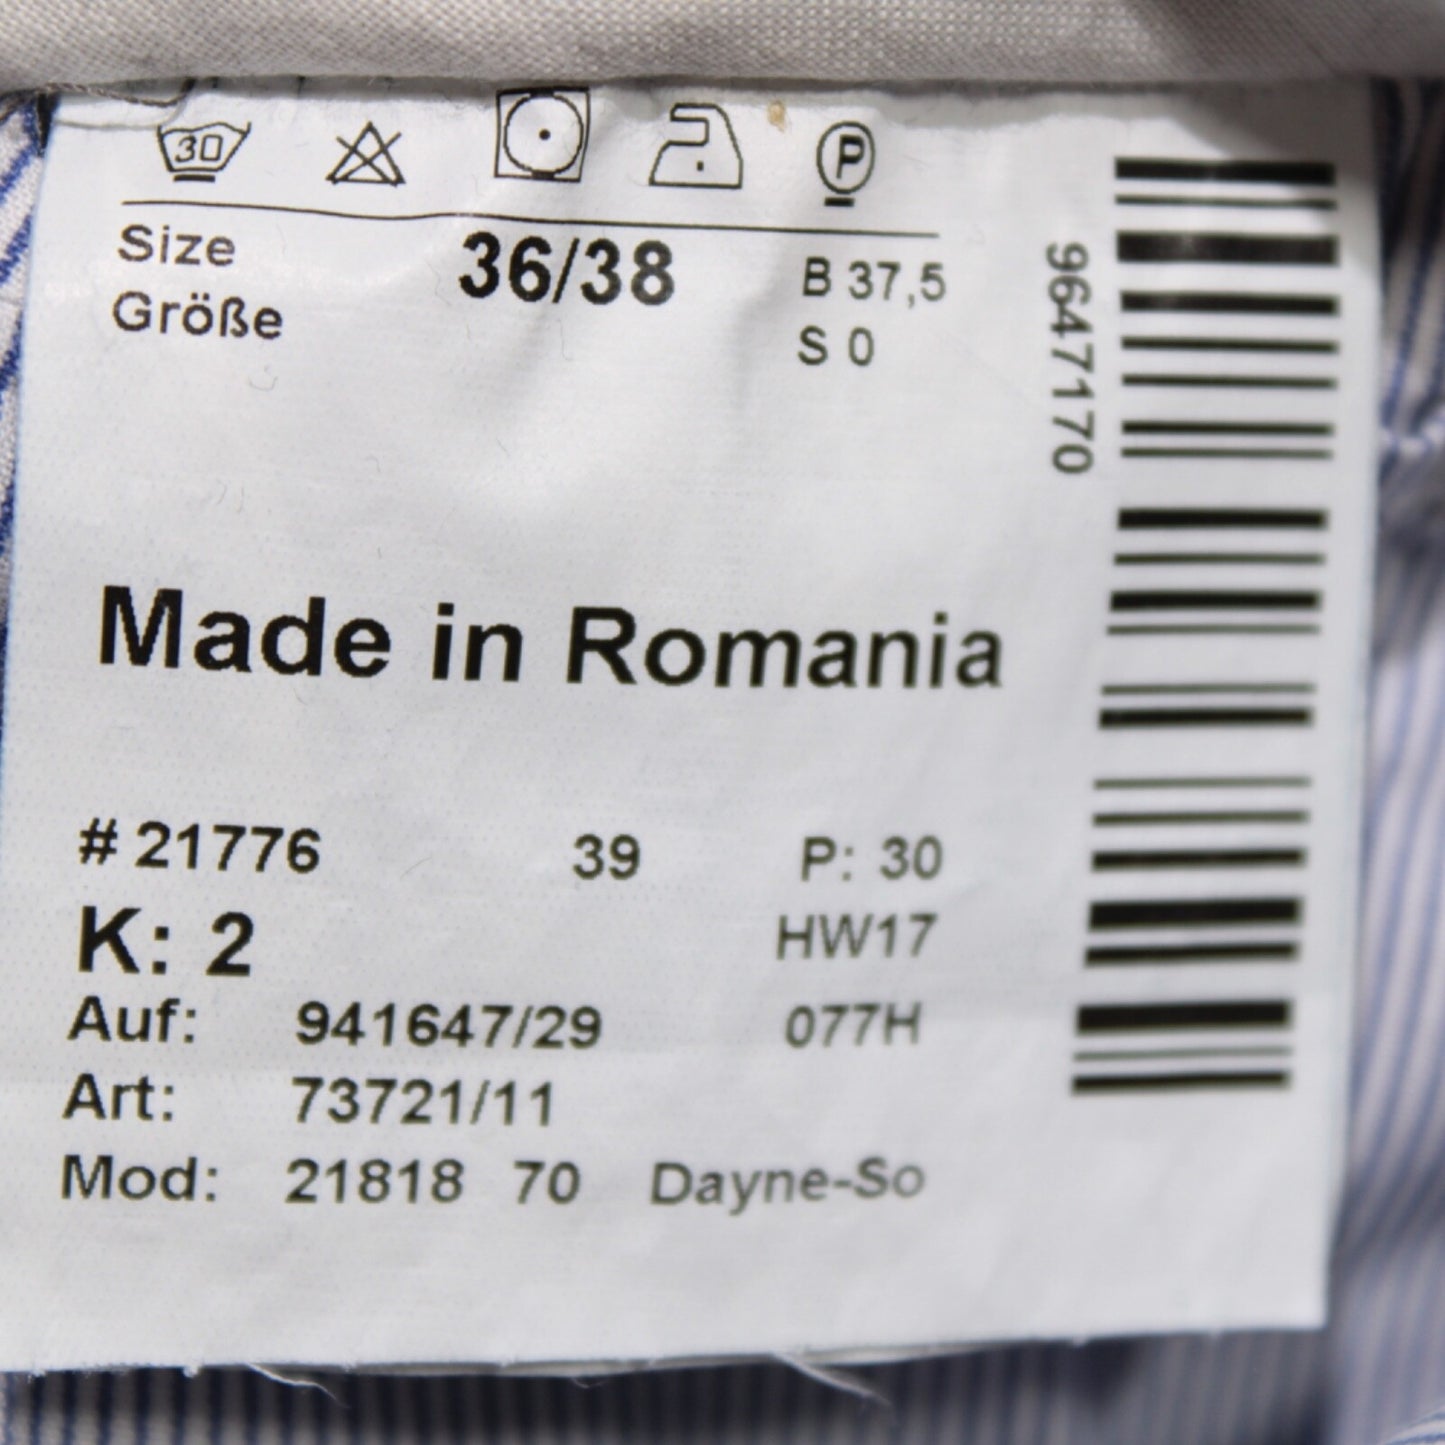 30 P
Size 36/38 B 37,5
Größe S 0
9647170
Made in Romania
# 21776 39 P: 30
K: 2 HW17
Auf: 941647/29 077H
Art: 73721/11
Mod: 21818 70 Dayne-So